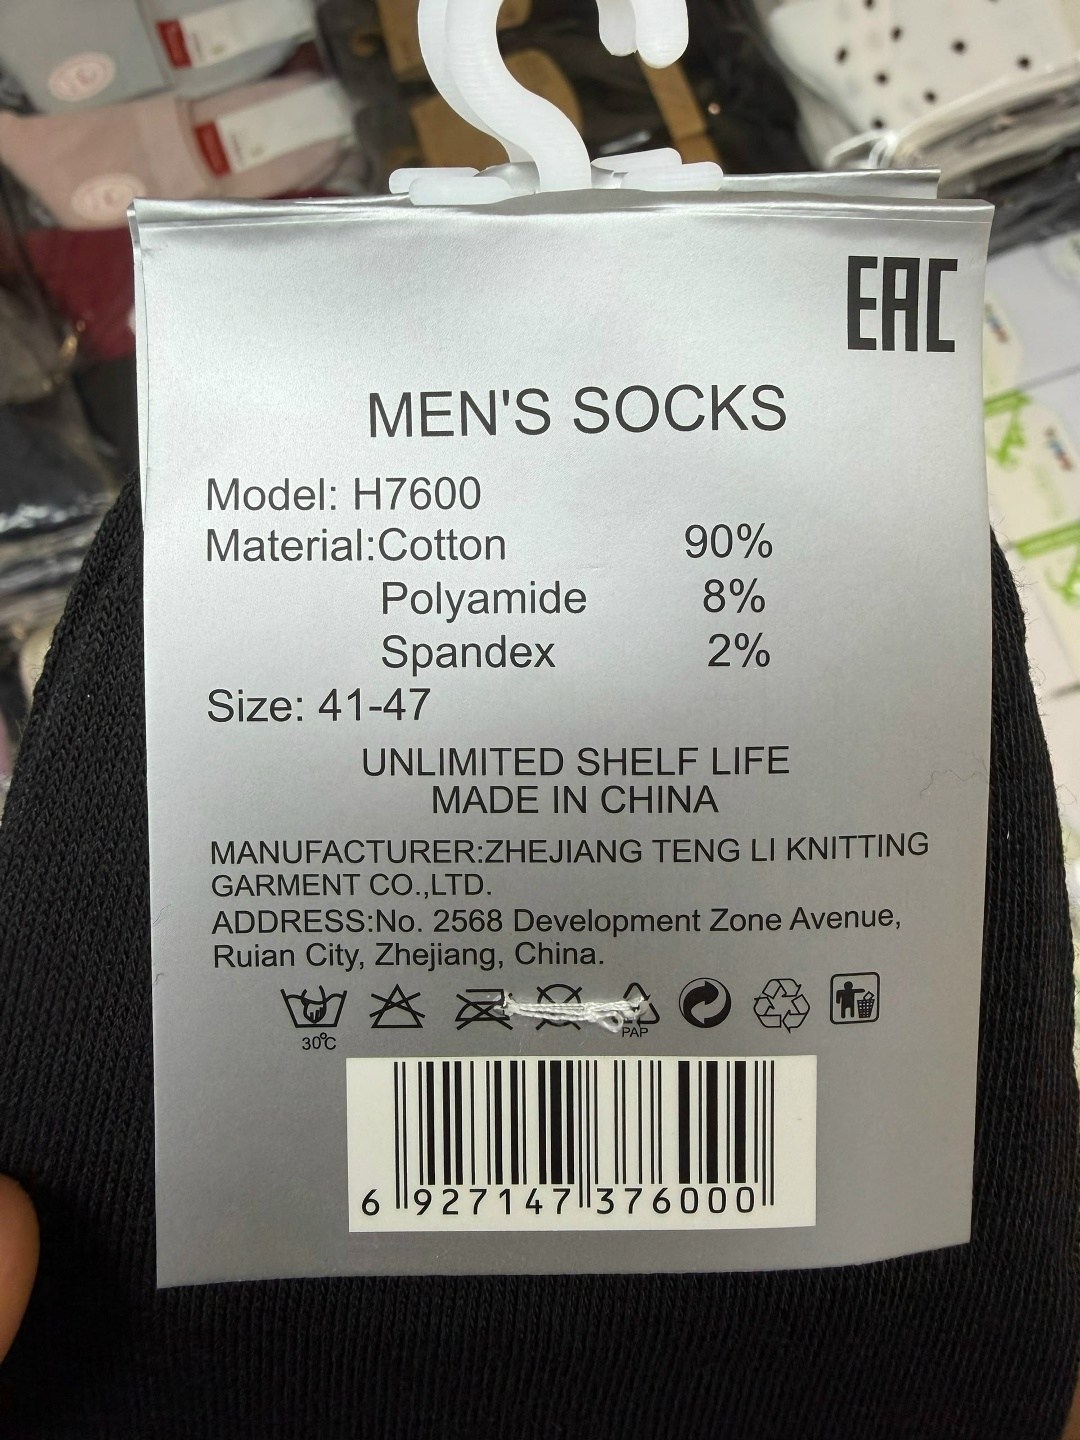 EAC
MEN'S SOCKS
Model: H7600
Material:Cotton 90%
Polyamide 8%
Spandex 2%
Size: 41-47
UNLIMITED SHELF LIFE
MADE IN CHINA
MANUFACTURER:ZHEJIANG TENG LI KNITTING
GARMENT CO.,LTD.
ADDRESS:No. 2568 Development Zone Avenue,
Ruian City, Zhejiang, China.
30℃ PAP
6 927147 376000